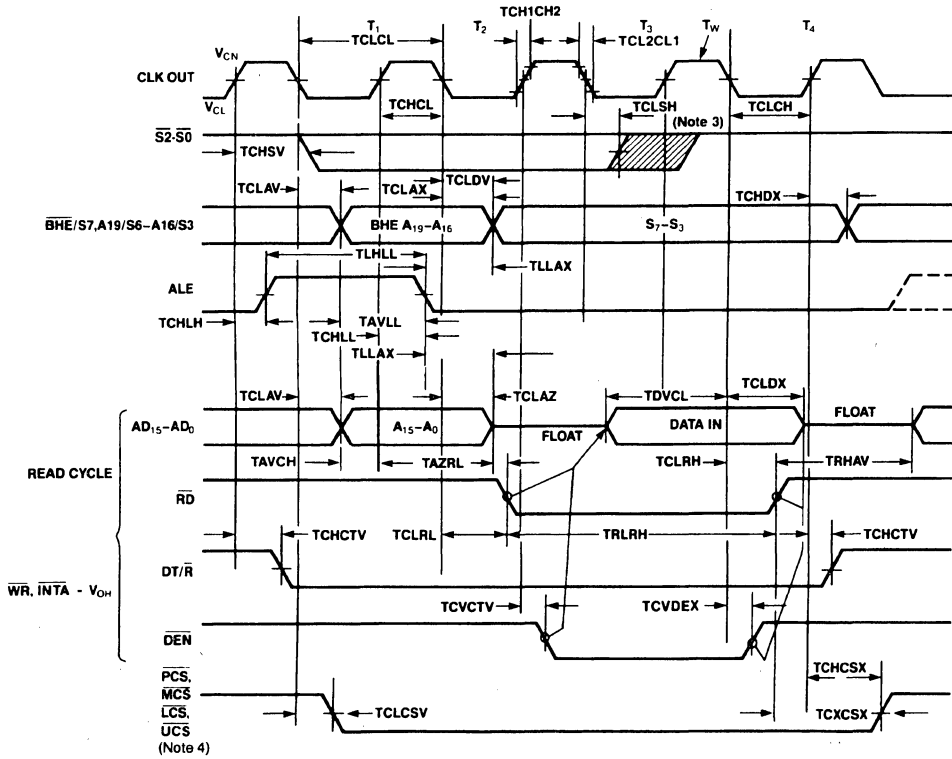 TCH1CH2
T1 T2 T3 TW T4
TCLCL TCL2CL1
VCN
CLK OUT
VCL
TCHCL TCLSH TCLCH
(Note 3)
S2-S0
TCHSV
TCLAV TCLAX TCLDV TCHDX
BHE/S7,A19/S6–A16/S3 BHE A19–A16 S7–S3
TLHLL TLLAX
ALE
TCHLH TAVLL
TCHLL
TLLAX
TCLAV TCLAZ TDVCL TCLDX
AD15–AD0 A15–A0 FLOAT DATA IN FLOAT
READ CYCLE TAVCH TAZRL TCLRH TRHAV
RD
TCHCTV TCLRL TRLRH TCHCTV
DT/R
WR, INTA - VOH
TCVCTV TCVDEX
DEN
PCS,
MCS TCHCSX
LCS, TCLCSV TCXCSX
UCS
(Note 4)